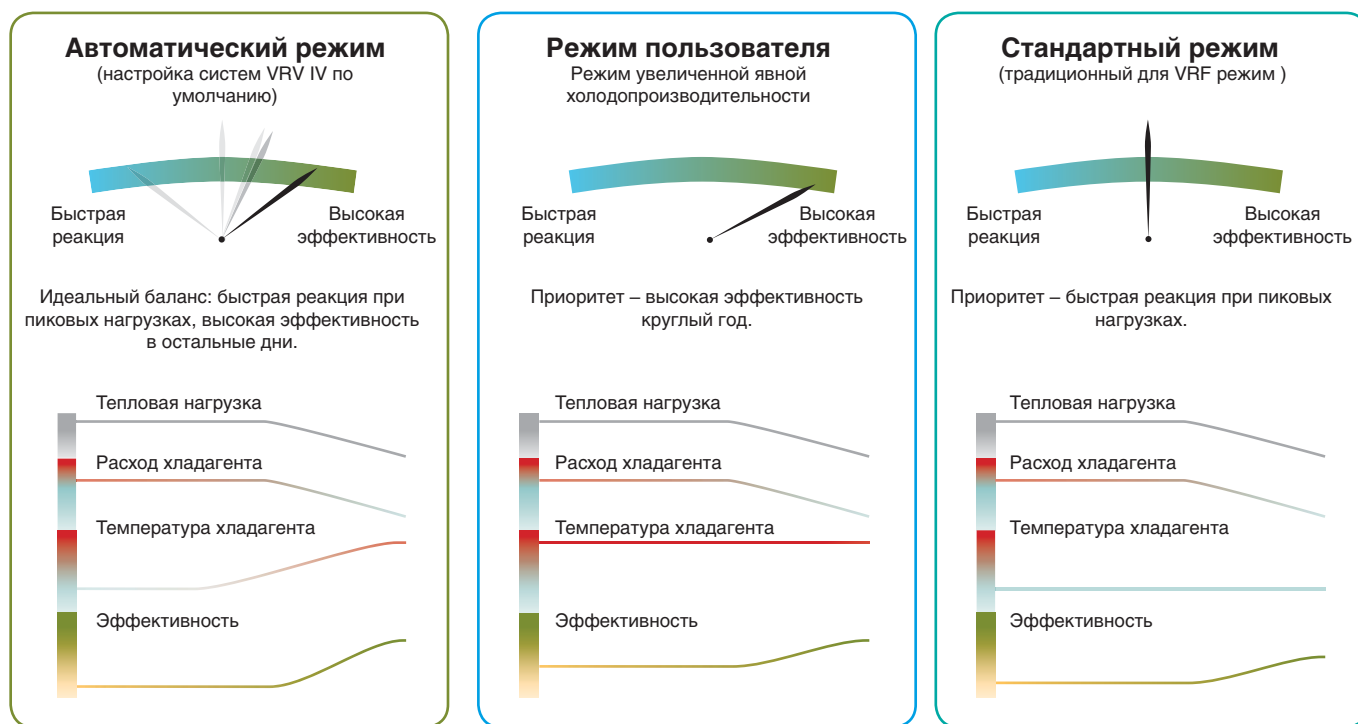 Автоматический режим
(настройка систем VRV IV по
умолчанию)
Быстрая
реакция
Высокая
эффективность
Идеальный баланс: быстрая реакция при
пиковых нагрузках, высокая эффективность
в остальные дни.
Тепловая нагрузка
Расход хладагента
Температура хладагента
Эффективность
Режим пользователя
Режим увеличенной явной
холодопроизводительности
Быстрая
реакция
Высокая
эффективность
Приоритет – высокая эффективность
круглый год.
Тепловая нагрузка
Расход хладагента
Температура хладагента
Эффективность
Стандартный режим
(традиционный для VRF режим )
Быстрая
реакция
Высокая
эффективность
Приоритет – быстрая реакция при пиковых
нагрузках.
Тепловая нагрузка
Расход хладагента
Температура хладагента
Эффективность